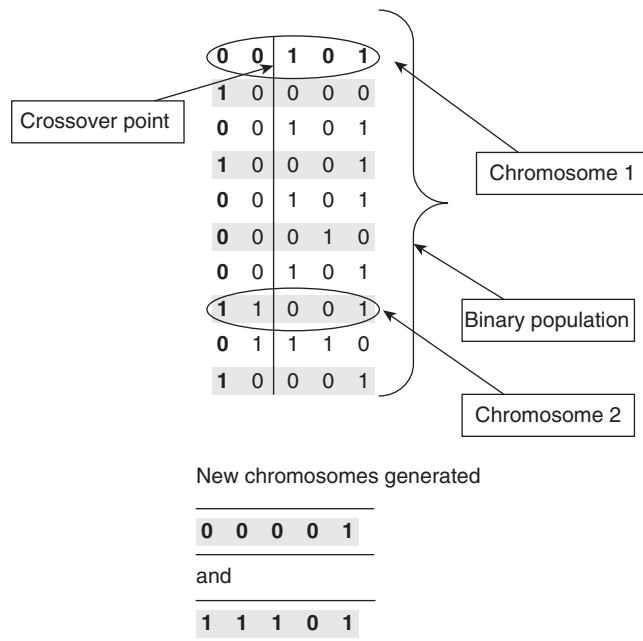 0 0 1 0 1
1 0 0 0 0
Crossover point
0 0 1 0 1
1 0 0 0 1
Chromosome 1
0 0 1 0 1
0 0 0 1 0
0 0 1 0 1
1 1 0 0 1
Binary population
0 1 1 1 0
1 0 0 0 1
Chromosome 2
New chromosomes generated
0 0 0 0 1
and
1 1 1 0 1